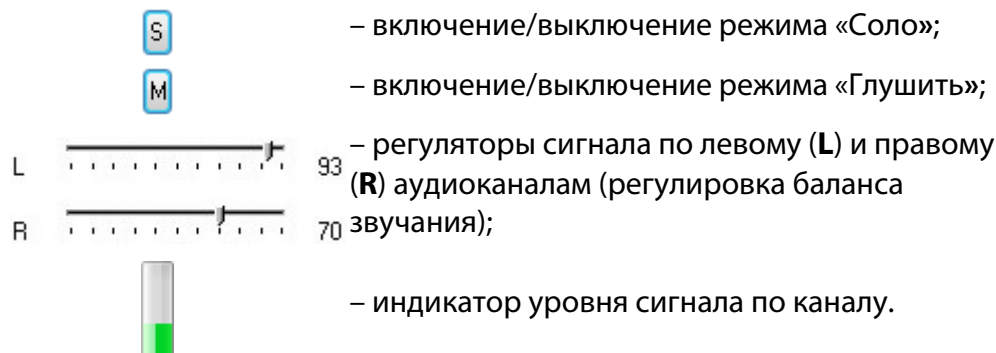 S – включение/выключение режима «Соло»;
M – включение/выключение режима «Глушить»;
L 93 – регуляторы сигнала по левому (L) и правому
(R) аудиоканалам (регулировка баланса
R 70 звучания);
– индикатор уровня сигнала по каналу.